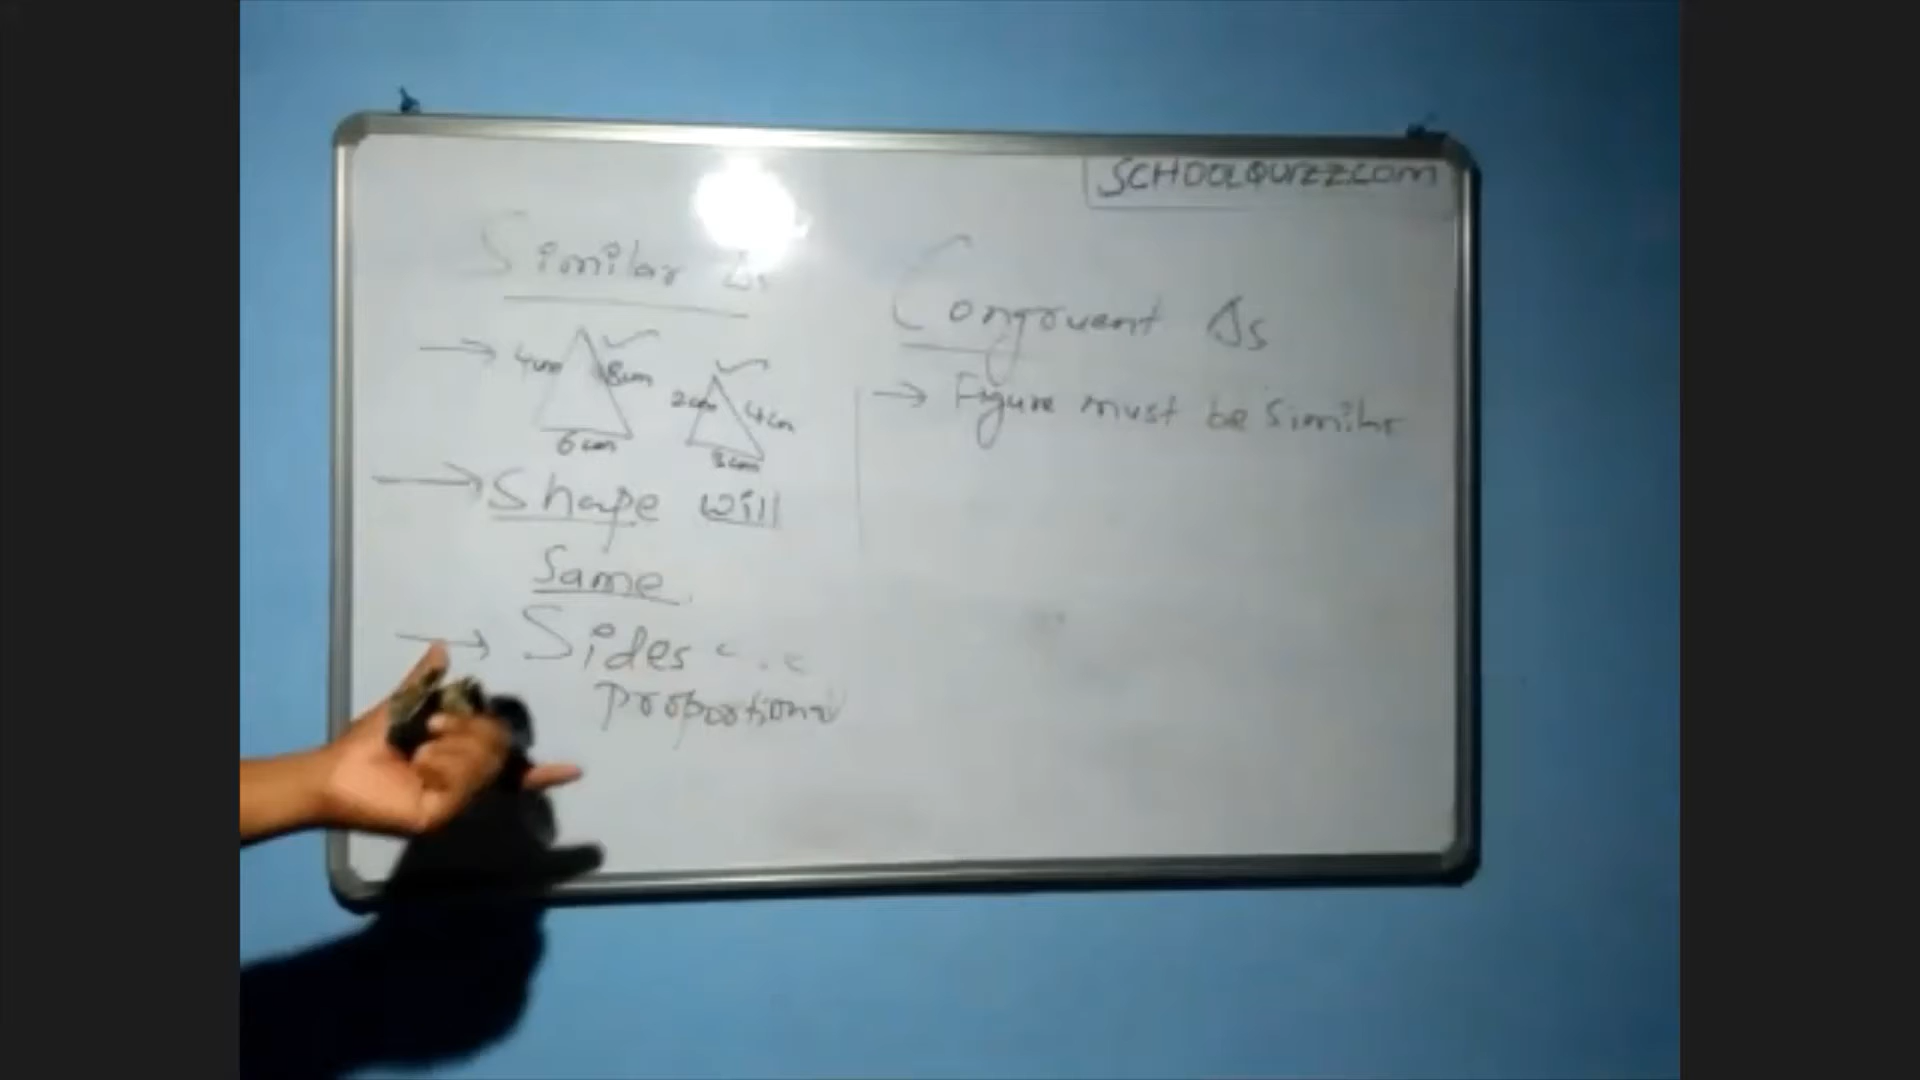 SCHOOLQUIZZ.COM
Similar Δs
→ 4cm 8cm 6cm
2cm 4cm 3cm
→ Shape will
Same
→ Sides
proportional
Congruent Δs
→ Figure must be Similar